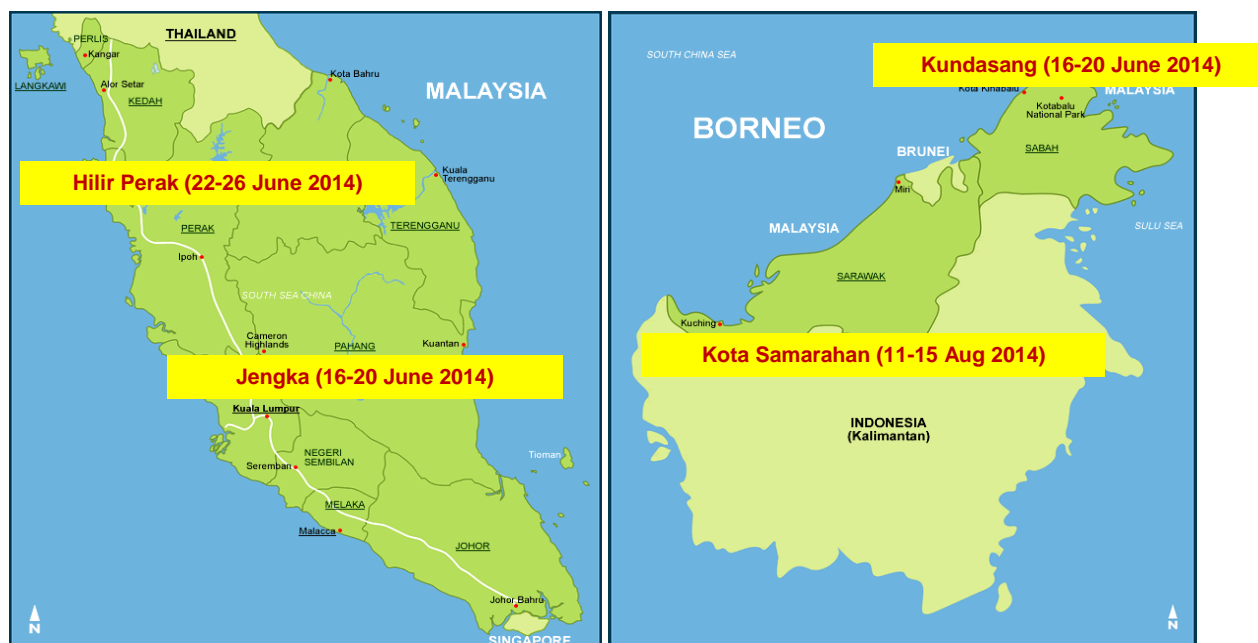 THAILAND
PERLIS
Kangar
LANGKAWI
Alor Setar
KEDAH
Kota Bahru
MALAYSIA
Hilir Perak (22-26 June 2014)
Kuala
Terengganu
PERAK
TERENGGANU
Ipoh
SOUTH SEA CHINA
Cameron
Highlands
PAHANG
Kuantan
Jengka (16-20 June 2014)
Kuala Lumpur
NEGERI
SEMBILAN
Seremban
Tioman
MELAKA
Malacca
JOHOR
Johor Bahru
N
SINGAPORE
SOUTH CHINA SEA
Kundasang (16-20 June 2014)
Kota Kinabalu
MALAYSIA
Kotabalu
National Park
BORNEO
BRUNEI
SABAH
Miri
MALAYSIA
SULU SEA
SARAWAK
Kuching
Kota Samarahan (11-15 Aug 2014)
INDONESIA
(Kalimantan)
N